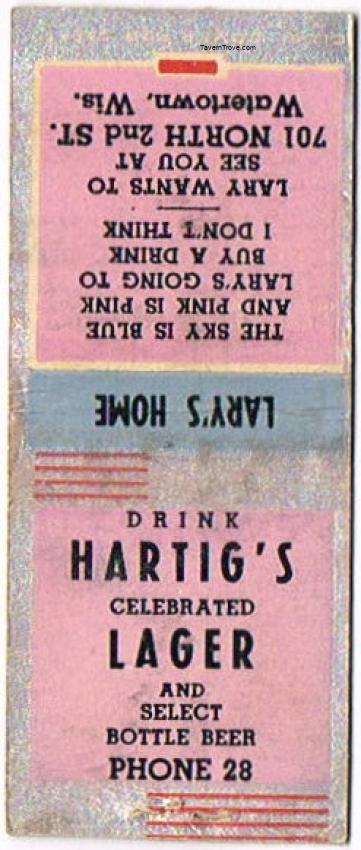 TavernTrove.com
THE SKY IS BLUE
AND PINK IS PINK
LARY'S GOING TO
BUY A DRINK
I DON'T THINK
LARY WANTS TO
SEE YOU AT
701 NORTH 2nd ST.
Watertown, Wis.
LARY'S HOME
DRINK
HARTIG'S
CELEBRATED
LAGER
AND
SELECT
BOTTLE BEER
PHONE 28